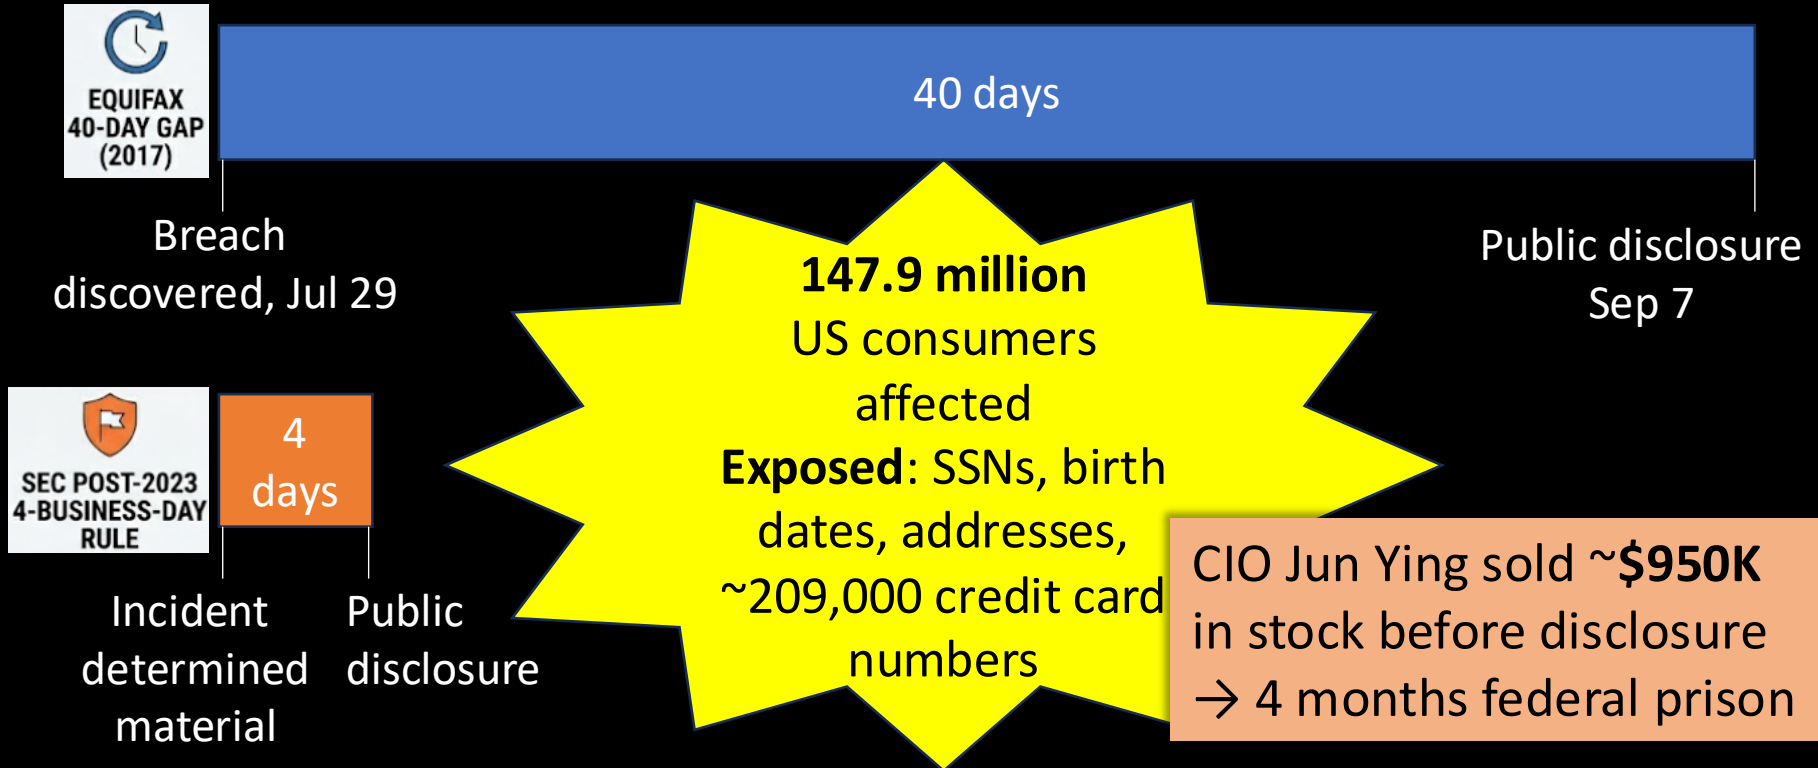 EQUIFAX
40-DAY GAP
(2017)
40 days
Breach
discovered, Jul 29
Public disclosure
Sep 7
147.9 million
US consumers
affected
Exposed: SSNs, birth
dates, addresses,
~209,000 credit card
numbers
SEC POST-2023
4-BUSINESS-DAY
RULE
4
days
Incident
determined
material
Public
disclosure
CIO Jun Ying sold ~$950K
in stock before disclosure
→ 4 months federal prison